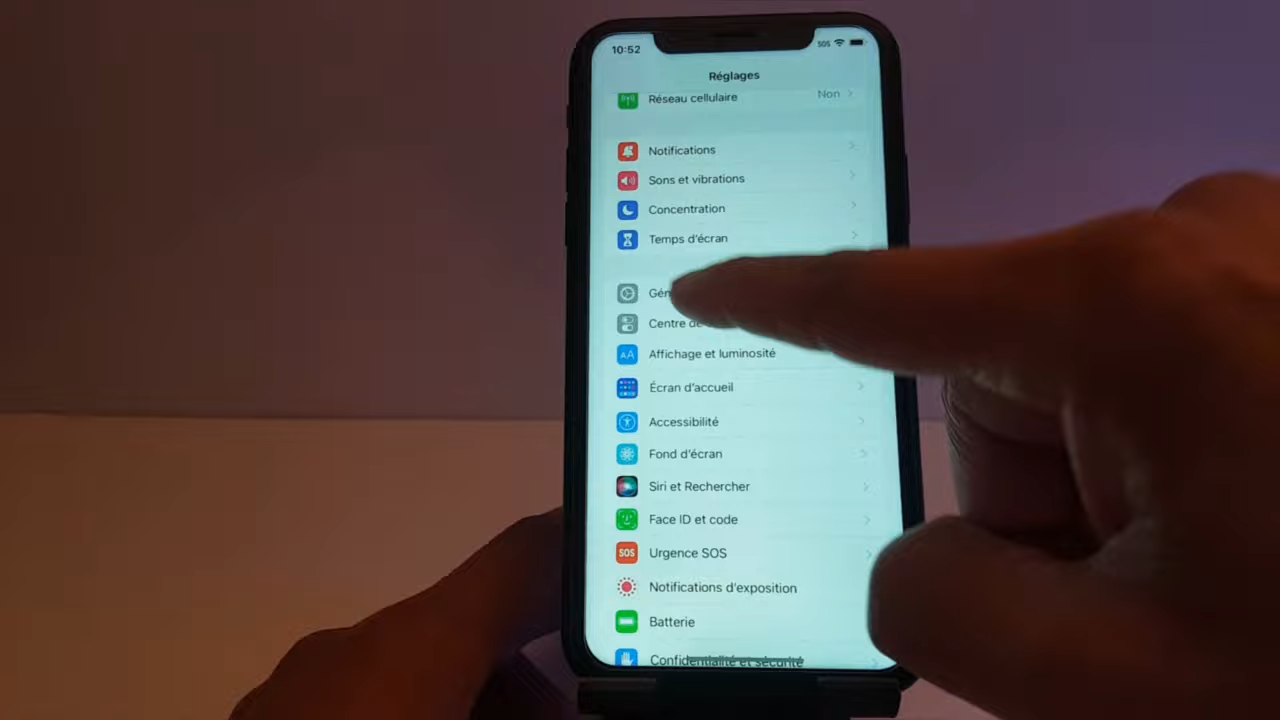 10:52
SOS
Réglages
Réseau cellulaire Non
Notifications
Sons et vibrations
Concentration
Temps d'écran
Centre de
AA Affichage et luminosité
Écran d'accueil
Accessibilité
Fond d'écran
Siri et Rechercher
Face ID et code
SOS Urgence SOS
Notifications d'exposition
Batterie
Confidentialité et sécurité